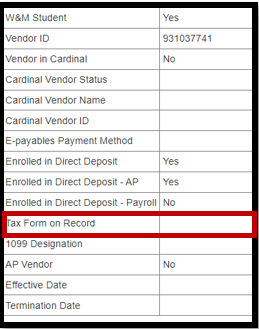 W&M Student Yes
Vendor ID 931037741
Vendor in Cardinal No
Cardinal Vendor Status
Cardinal Vendor Name
Cardinal Vendor ID
E-payables Payment Method
Enrolled in Direct Deposit Yes
Enrolled in Direct Deposit - AP Yes
Enrolled in Direct Deposit - Payroll No
Tax Form on Record
1099 Designation
AP Vendor No
Effective Date
Termination Date